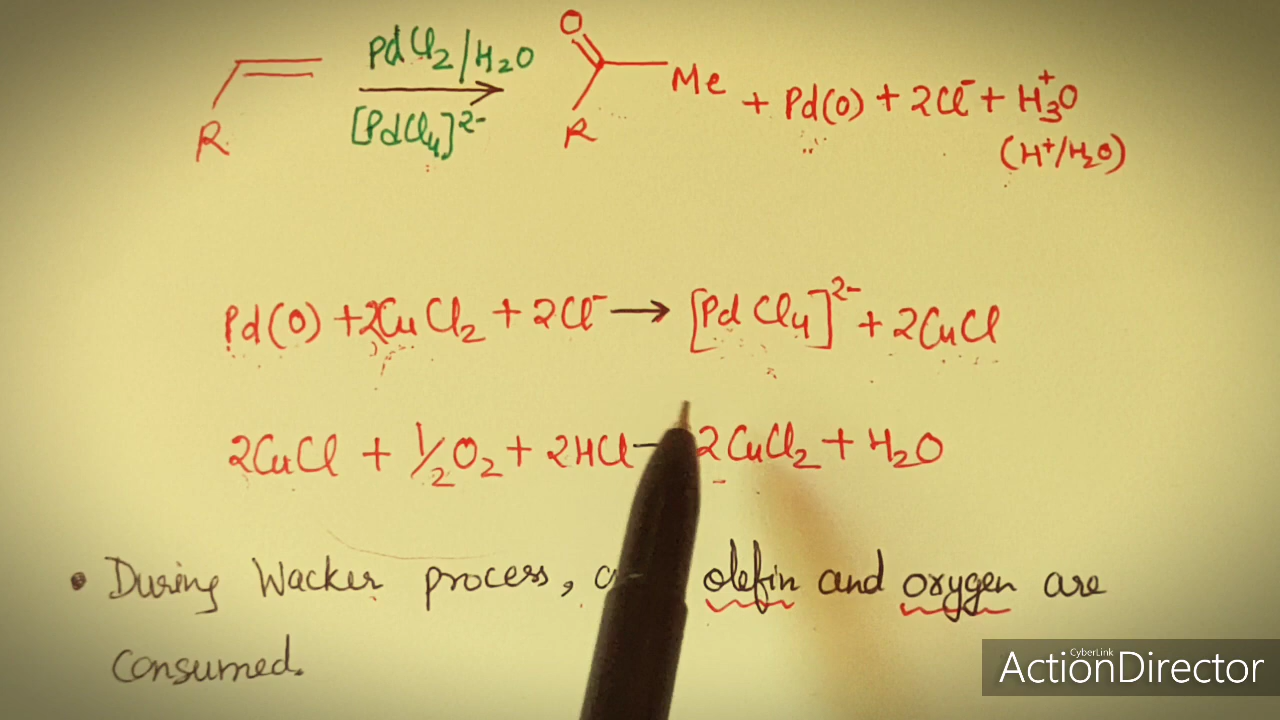 PdCl₂/H₂O
[PdCl₄]²⁻
R
O
Me
R
+ Pd(0) + 2Cl⁻ + H₃⁺O
(H⁺/H₂O)
Pd(0) + 2CuCl₂ + 2Cl⁻ → [PdCl₄]²⁻ + 2CuCl
2CuCl + 1/2 O₂ + 2HCl – 2CuCl₂ + H₂O
• During Wacker process, olefin and oxygen are
consumed.
CyberLink
ActionDirector